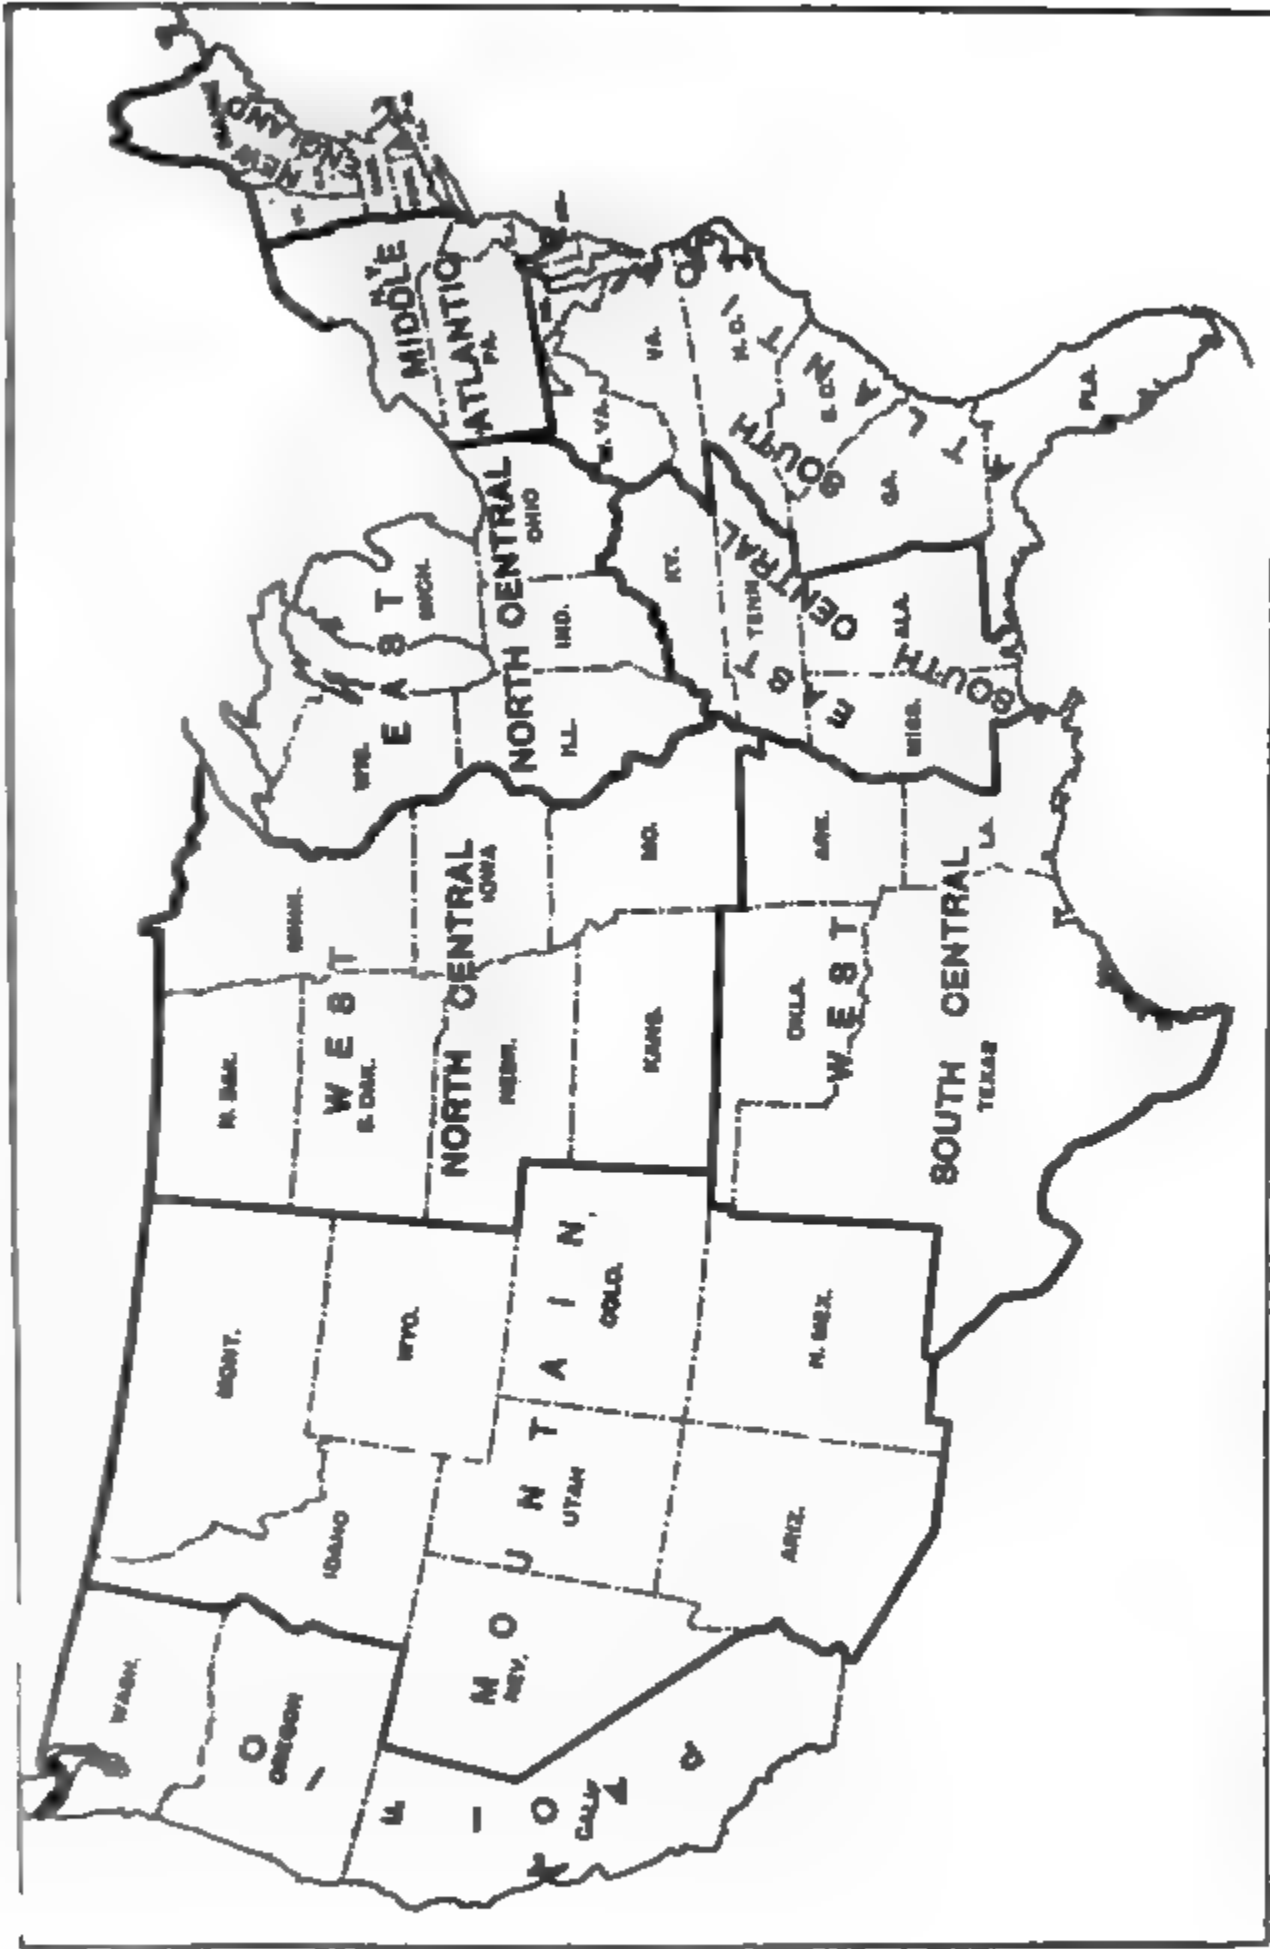 WASH.
OREGON
CALIF.
MOUNTAIN
MONT.
IDAHO
WYO.
NEV.
UTAH
COLO.
ARIZ.
N. MEX.
WEST
NORTH CENTRAL
N. DAK.
S. DAK.
NEBR.
KANS.
MINN.
IOWA
MO.
WEST
SOUTH CENTRAL
OKLA.
TEXAS
ARK.
LA.
EAST
NORTH CENTRAL
WIS.
MICH.
ILL.
IND.
OHIO
EAST
SOUTH CENTRAL
KY.
TENN.
MISS.
ALA.
MIDDLE
ATLANTIC
N.Y.
PA.
NEW
ENGLAND
VT.
SOUTH
W. VA.
VA.
N.C.
S.C.
GA.
FLA.